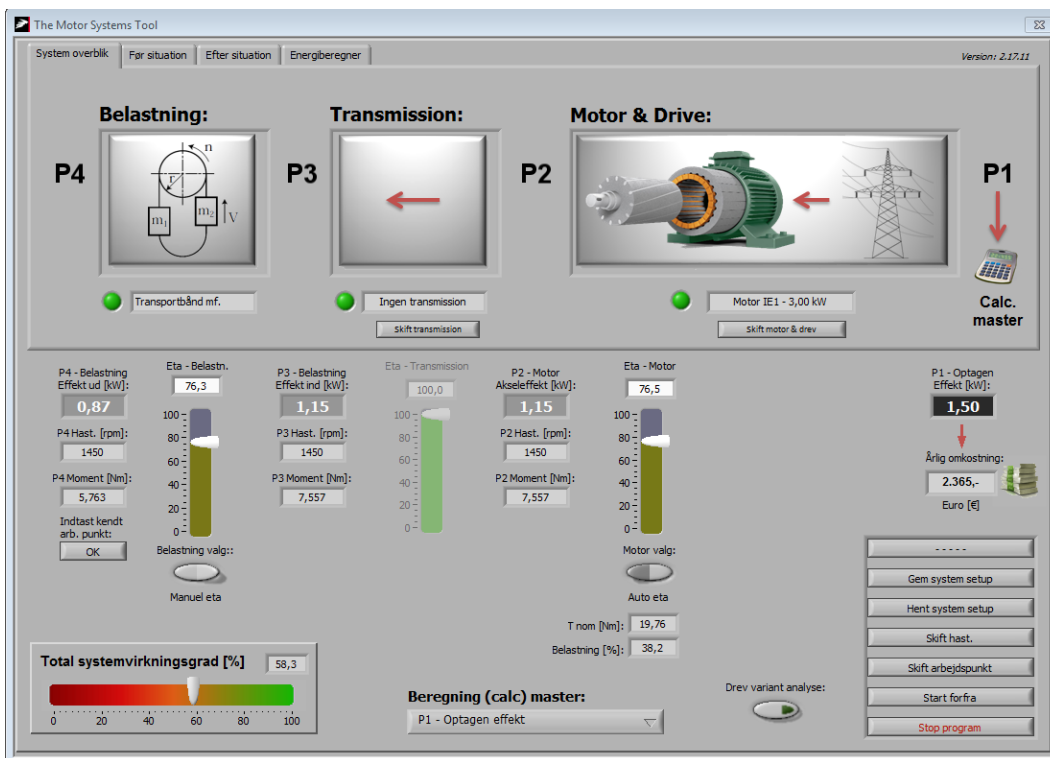 The Motor Systems Tool
System overblik Før situation Efter situation Energiberegner
Version: 2.17.11
Belastning: Transmission: Motor & Drive:
P4 P3 P2 P1
n
r
m1 m2 V
Transportbånd mf. Ingen transmission Motor IE1 - 3,00 kW
Skift transmission Skift motor & drev
Calc.
master
P4 - Belastning
Effekt ud [kW]:
0,87
P4 Hast. [rpm]:
1450
P4 Moment [Nm]:
5,763
Indtast kendt
arb. punkt:
OK
Eta - Belastn.
76,3
100
80
60
40
20
0
Belastning valg::
Manuel eta
P3 - Belastning
Effekt ind [kW]:
1,15
P3 Hast. [rpm]:
1450
P3 Moment [Nm]:
7,557
Eta - Transmission
100,0
100
80
60
40
20
0
P2 - Motor
Akseleffekt [kW]:
1,15
P2 Hast. [rpm]:
1450
P2 Moment [Nm]:
7,557
Eta - Motor
76,5
100
80
60
40
20
0
Motor valg:
Auto eta
T nom [Nm]: 19,76
Belastning [%]: 38,2
P1 - Optagen
Effekt [kW]:
1,50
Årlig omkostning:
2.365,-
Euro [€]
- - - - -
Gem system setup
Hent system setup
Skift hast.
Skift arbejdspunkt
Start forfra
Stop program
Total systemvirkningsgrad [%] 58,3
0 20 40 60 80 100
Beregning (calc) master:
P1 - Optagen effekt
Drev variant analyse: